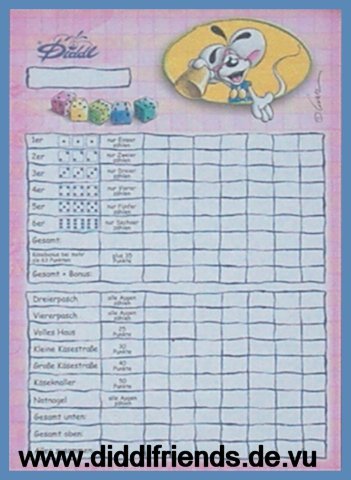 Diddl
1er nur Einser zählen
2er nur Zweier zählen
3er nur Dreier zählen
4er nur Vierer zählen
5er nur Fünfer zählen
6er nur Sechser zählen
Gesamt:
Käsebonus bei mehr als 63 Punkten plus 35 Punkte
Gesamt + Bonus:
Dreierpasch alle Augen zählen
Viererpasch alle Augen zählen
Volles Haus 25 Punkte
Kleine Käsestraße 30 Punkte
Große Käsestraße 40 Punkte
Käseknaller 50 Punkte
Notnagel alle Augen zählen
Gesamt unten:
Gesamt oben:
www.diddlfriends.de.vu